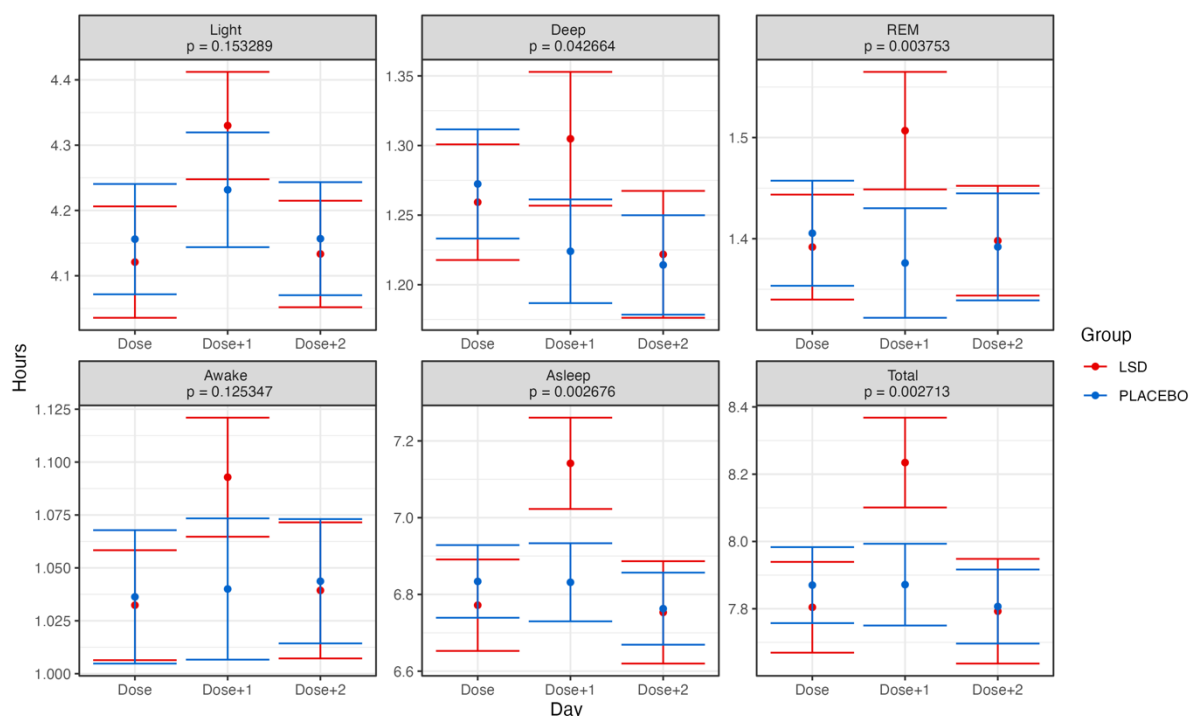 Light
p = 0.153289
Deep
p = 0.042664
REM
p = 0.003753
4.4
4.3
4.2
4.1
1.35
1.30
1.25
1.20
1.5
1.4
Dose Dose+1 Dose+2
Dose Dose+1 Dose+2
Dose Dose+1 Dose+2
Hours
Awake
p = 0.125347
Asleep
p = 0.002676
Total
p = 0.002713
1.125
1.100
1.075
1.050
1.025
1.000
7.2
7.0
6.8
6.6
8.4
8.2
8.0
7.8
Dose Dose+1 Dose+2
Dose Dose+1 Dose+2
Dose Dose+1 Dose+2
Day
Group
LSD
PLACEBO